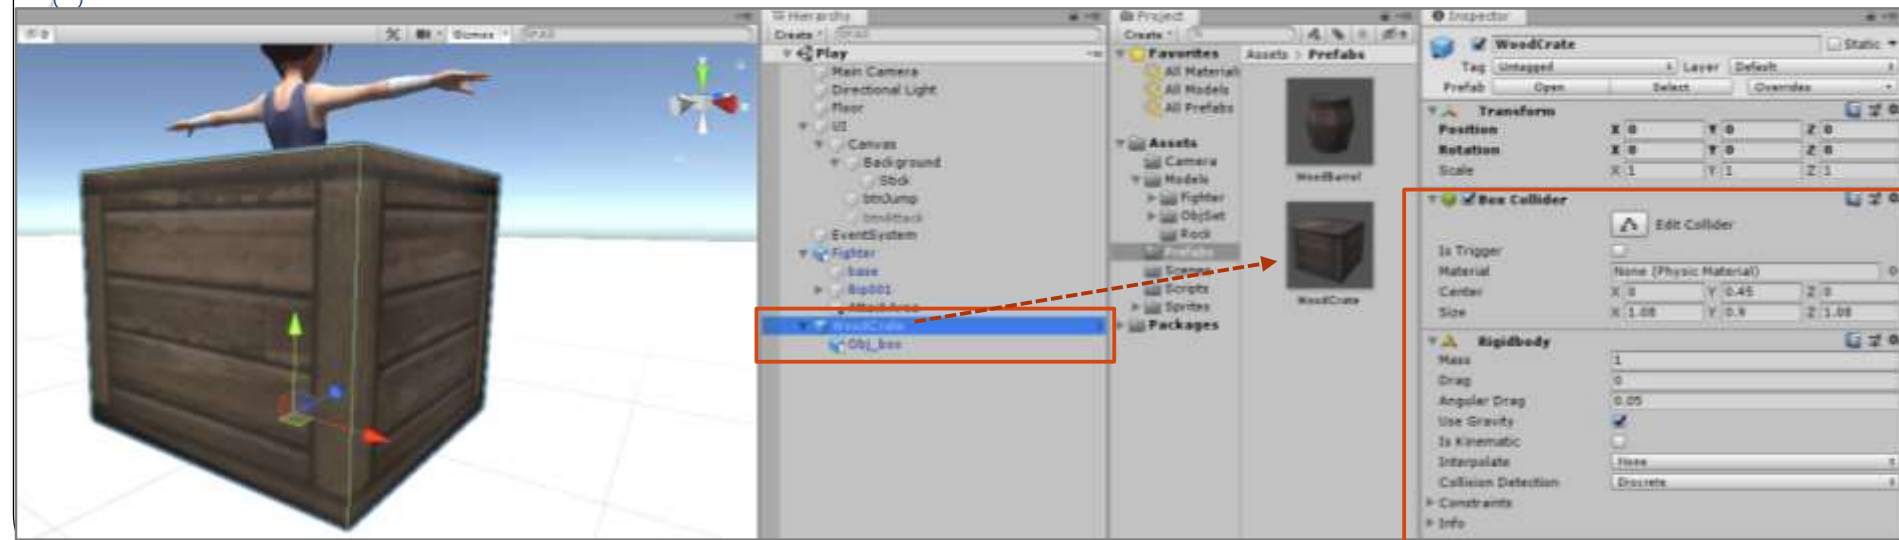 Gizmos
Hierarchy
Create
Play
Main Camera
Directional Light
Floor
UI
Canvas
Background
Stick
btnJump
btnAttack
EventSystem
Fighter
base
Bip001
AttackArea
WoodCrate
Obj_box
Project
Create
Favorites
All Materials
All Models
All Prefabs
Assets
Camera
Models
Fighter
ObjSet
Rock
Prefabs
Scenes
Scripts
Sprites
Packages
Assets > Prefabs
WoodBarrel
WoodCrate
Inspector
WoodCrate Static
Tag Untagged Layer Default
Prefab Open Select Overrides
Transform
Position X 0 Y 0 Z 0
Rotation X 0 Y 0 Z 0
Scale X 1 Y 1 Z 1
Box Collider
Edit Collider
Is Trigger
Material None (Physic Material)
Center X 0 Y 0.45 Z 0
Size X 1.08 Y 0.9 Z 1.08
Rigidbody
Mass 1
Drag 0
Angular Drag 0.05
Use Gravity
Is Kinematic
Interpolate None
Collision Detection Discrete
Constraints
Info